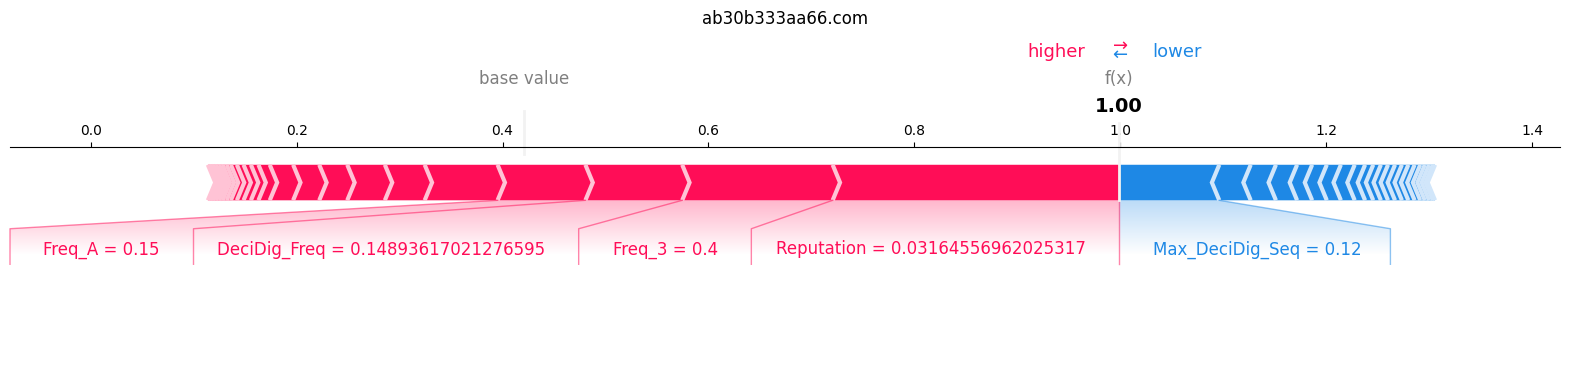 ab30b333aa66.com
higher ⇄ lower
base value
f(x)
1.00
0.0 0.2 0.4 0.6 0.8 1.0 1.2 1.4
Freq_A = 0.15
DeciDig_Freq = 0.14893617021276595
Freq_3 = 0.4
Reputation = 0.03164556962025317
Max_DeciDig_Seq = 0.12